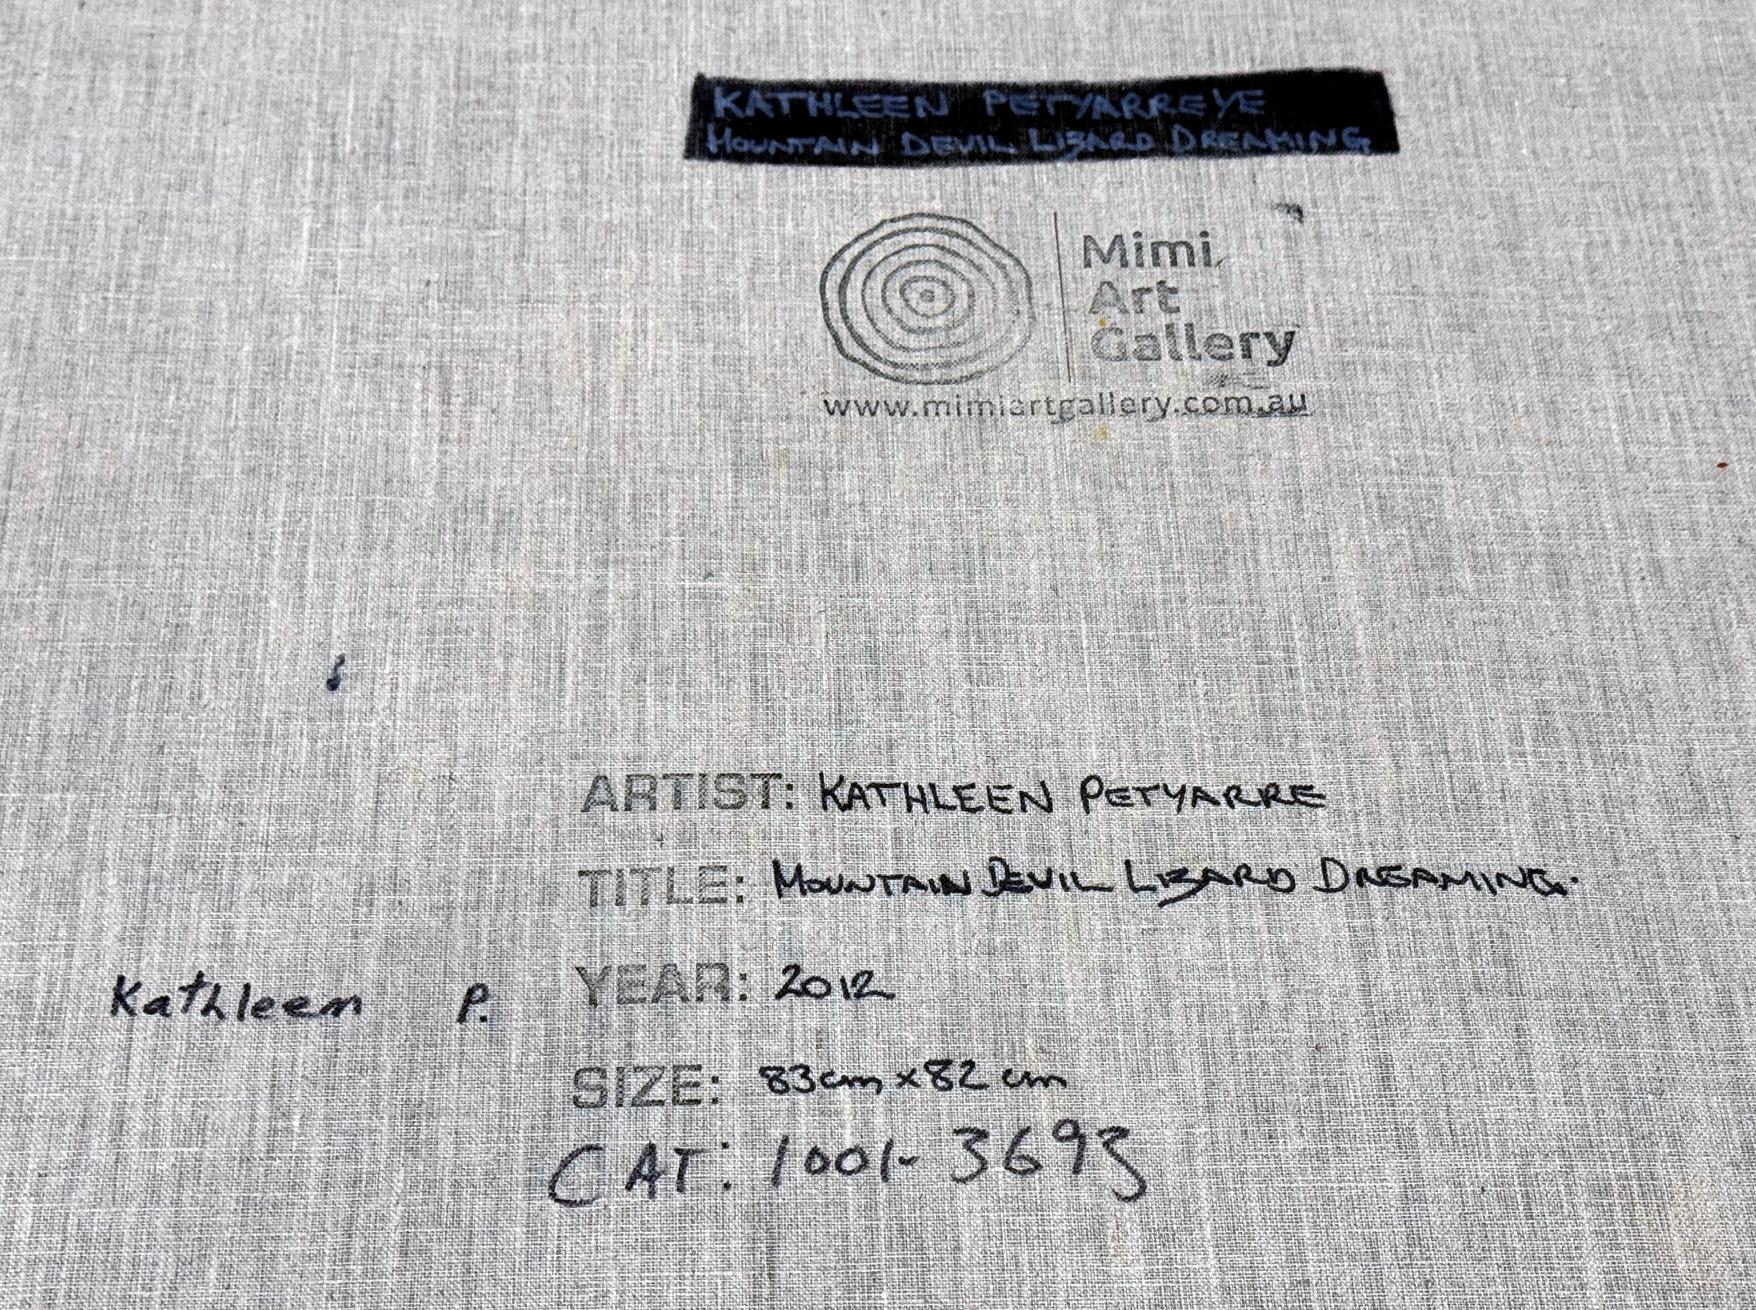 KATHLEEN PETYARREYE
MOUNTAIN DEVIL LIZARD DREAMING
Mimi
Art
Gallery
www.mimiartgallery.com.au
ARTIST: KATHLEEN PETYARRE
TITLE: MOUNTAIN DEVIL LIZARD DREAMING.
YEAR: 2012
Kathleen P.
SIZE: 83cm x 82cm
CAT: 1001-3693